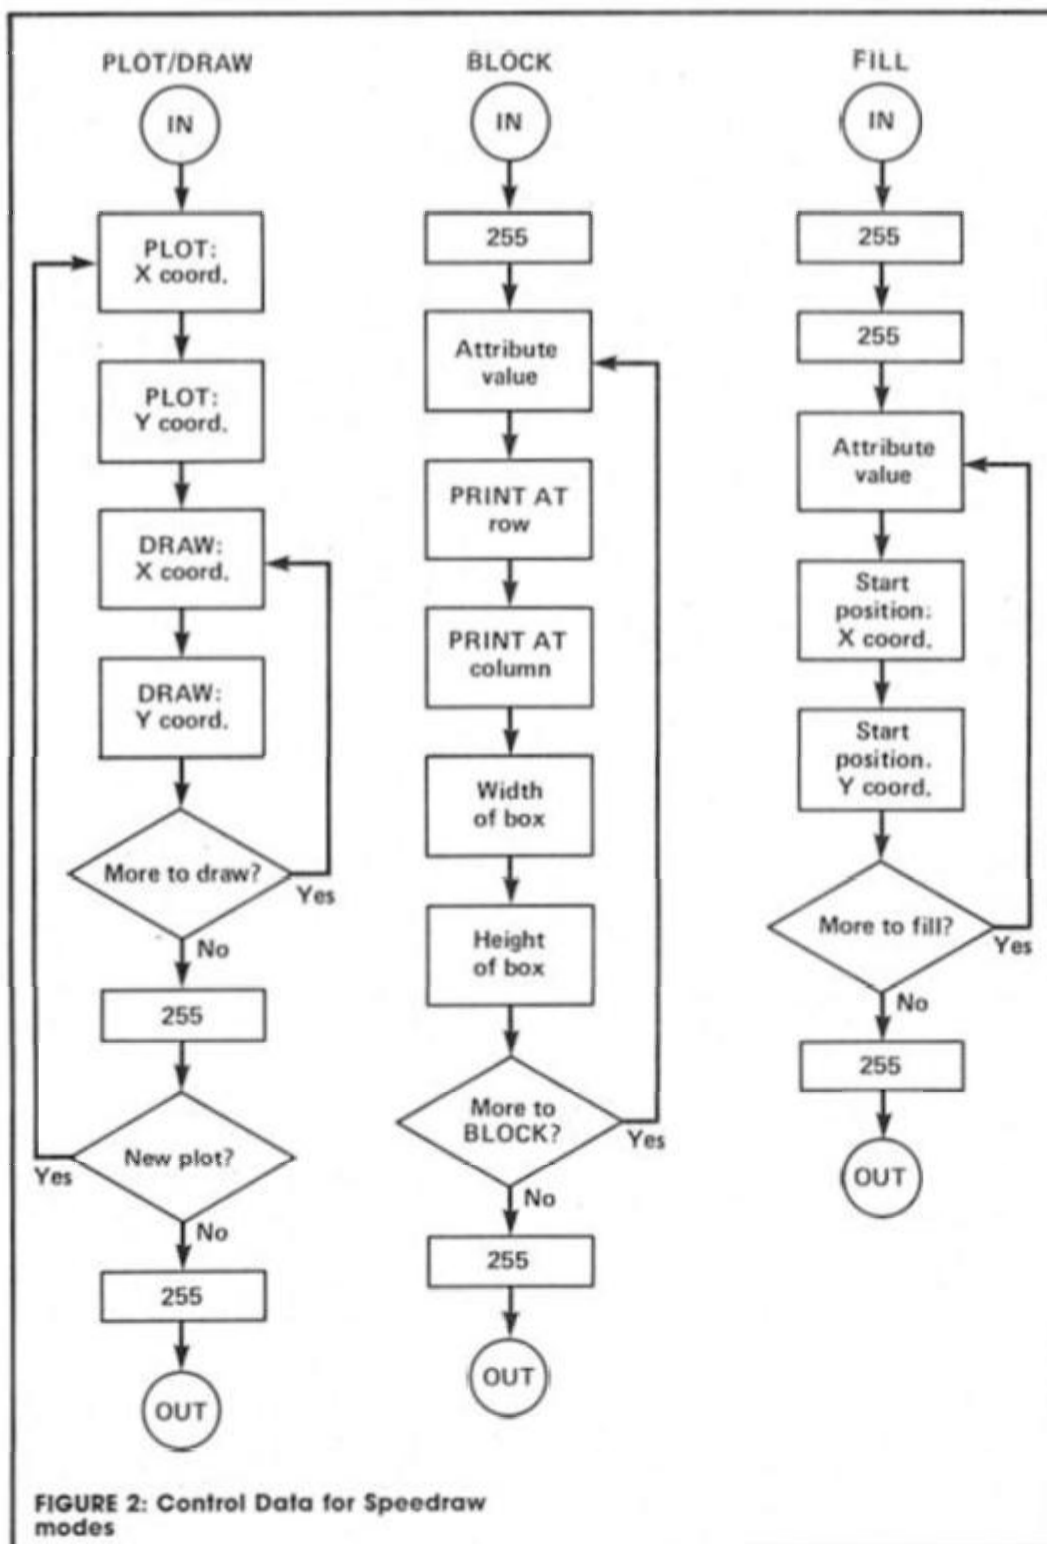 PLOT/DRAW
IN
PLOT:
X coord.
PLOT:
Y coord.
DRAW:
X coord.
DRAW:
Y coord.
More to draw?
Yes
No
255
New plot?
Yes
No
255
OUT
BLOCK
IN
255
Attribute
value
PRINT AT
row
PRINT AT
column
Width
of box
Height
of box
More to
BLOCK?
Yes
No
255
OUT
FILL
IN
255
255
Attribute
value
Start
position:
X coord.
Start
position.
Y coord.
More to fill?
Yes
No
255
OUT
FIGURE 2: Control Data for Speedraw
modes